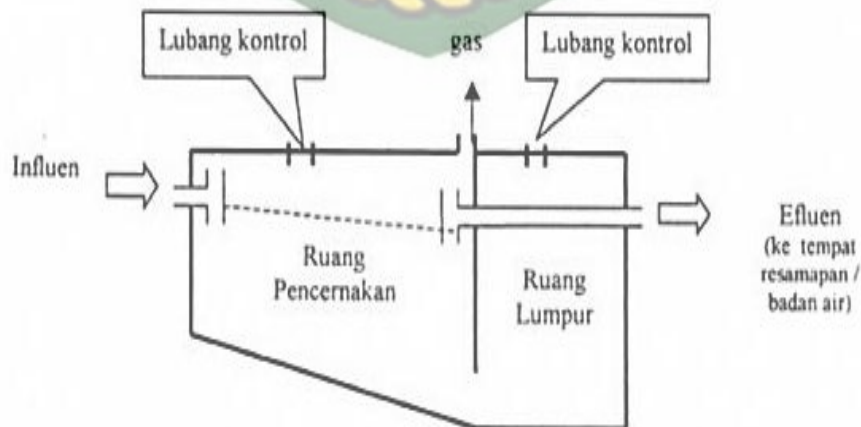 Lubang kontrol
gas
Lubang kontrol
Influen
Efluen
(ke tempat
resamapan /
badan air)
Ruang
Pencernakan
Ruang
Lumpur